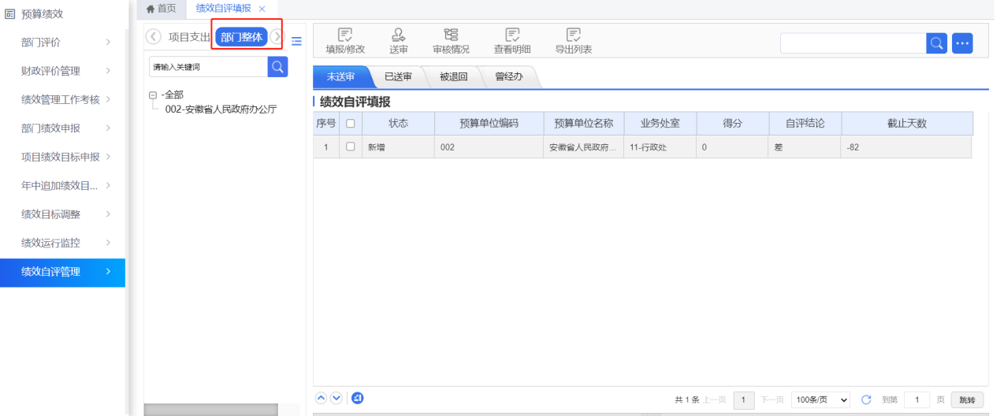 预算绩效
部门评价
财政评价管理
绩效管理工作考核
部门绩效申报
项目绩效目标申报
年中追加绩效目...
绩效目标调整
绩效运行监控
绩效自评管理
首页 绩效自评填报 ×
项目支出 部门整体
请输入关键词
-全部
002-安徽省人民政府办公厅
填报/修改 送审 审核情况 查看明细 导出列表
未送审 已送审 被退回 曾经办
绩效自评填报
序号 状态 预算单位编码 预算单位名称 业务处室 得分 自评结论 截止天数
1 新增 002 安徽省人民政府... 11-行政处 0 差 -82
共 1 条 上一页 1 下一页 100条/页 到第 1 页 跳转